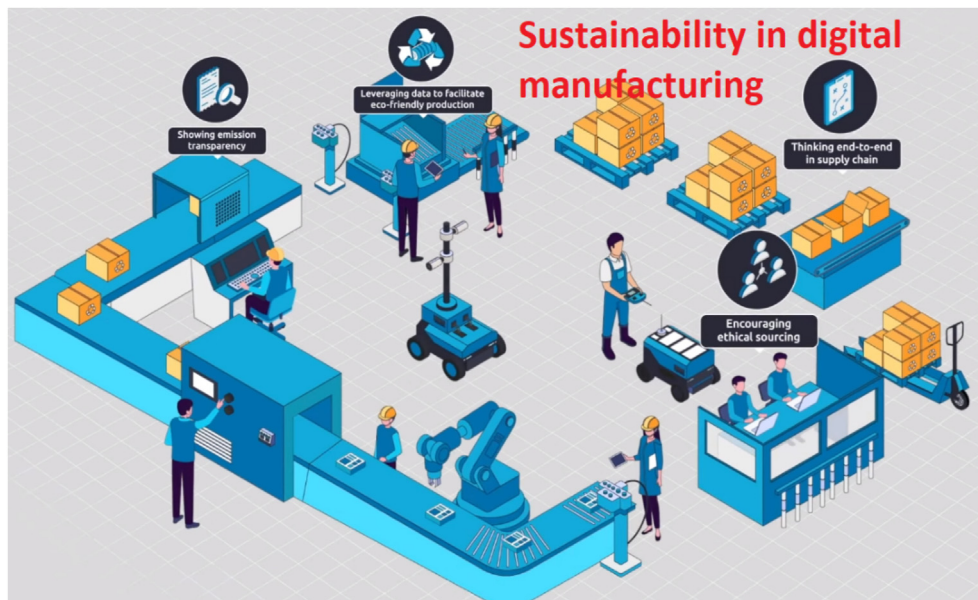 Sustainability in digital
manufacturing
Leveraging data to facilitate
eco-friendly production
Showing emission
transparency
Thinking end-to-end
in supply chain
Encouraging
ethical sourcing